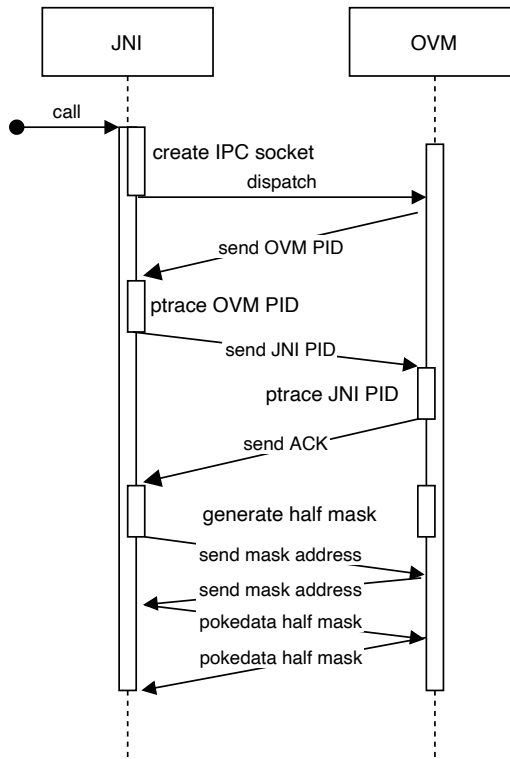 JNI
OVM
call
create IPC socket
dispatch
send OVM PID
ptrace OVM PID
send JNI PID
ptrace JNI PID
send ACK
generate half mask
send mask address
send mask address
pokedata half mask
pokedata half mask